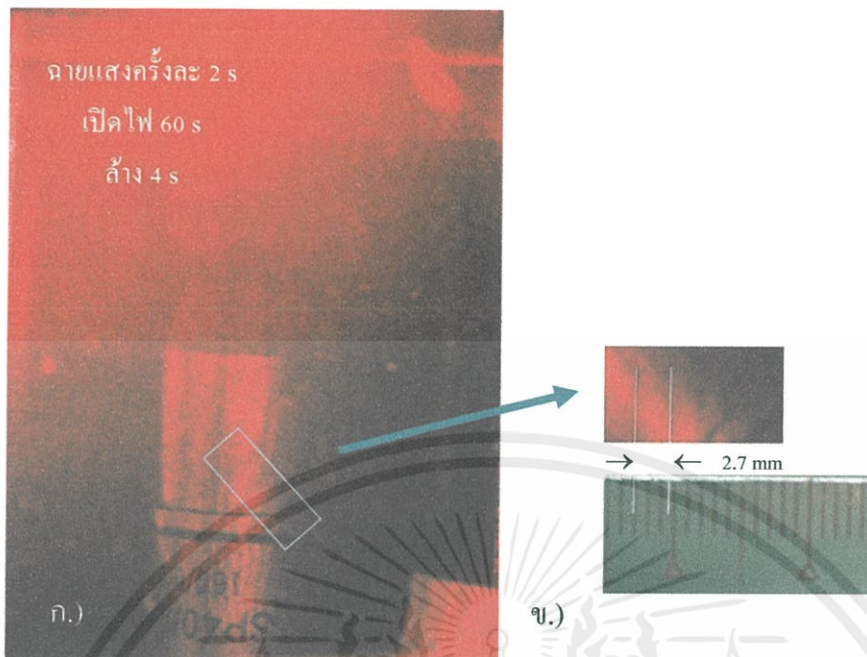 ฉายแสงครั้งละ 2 s
เปิดไฟ 60 s
ล้าง 4 s
2.7 mm
ก.)
ข.)